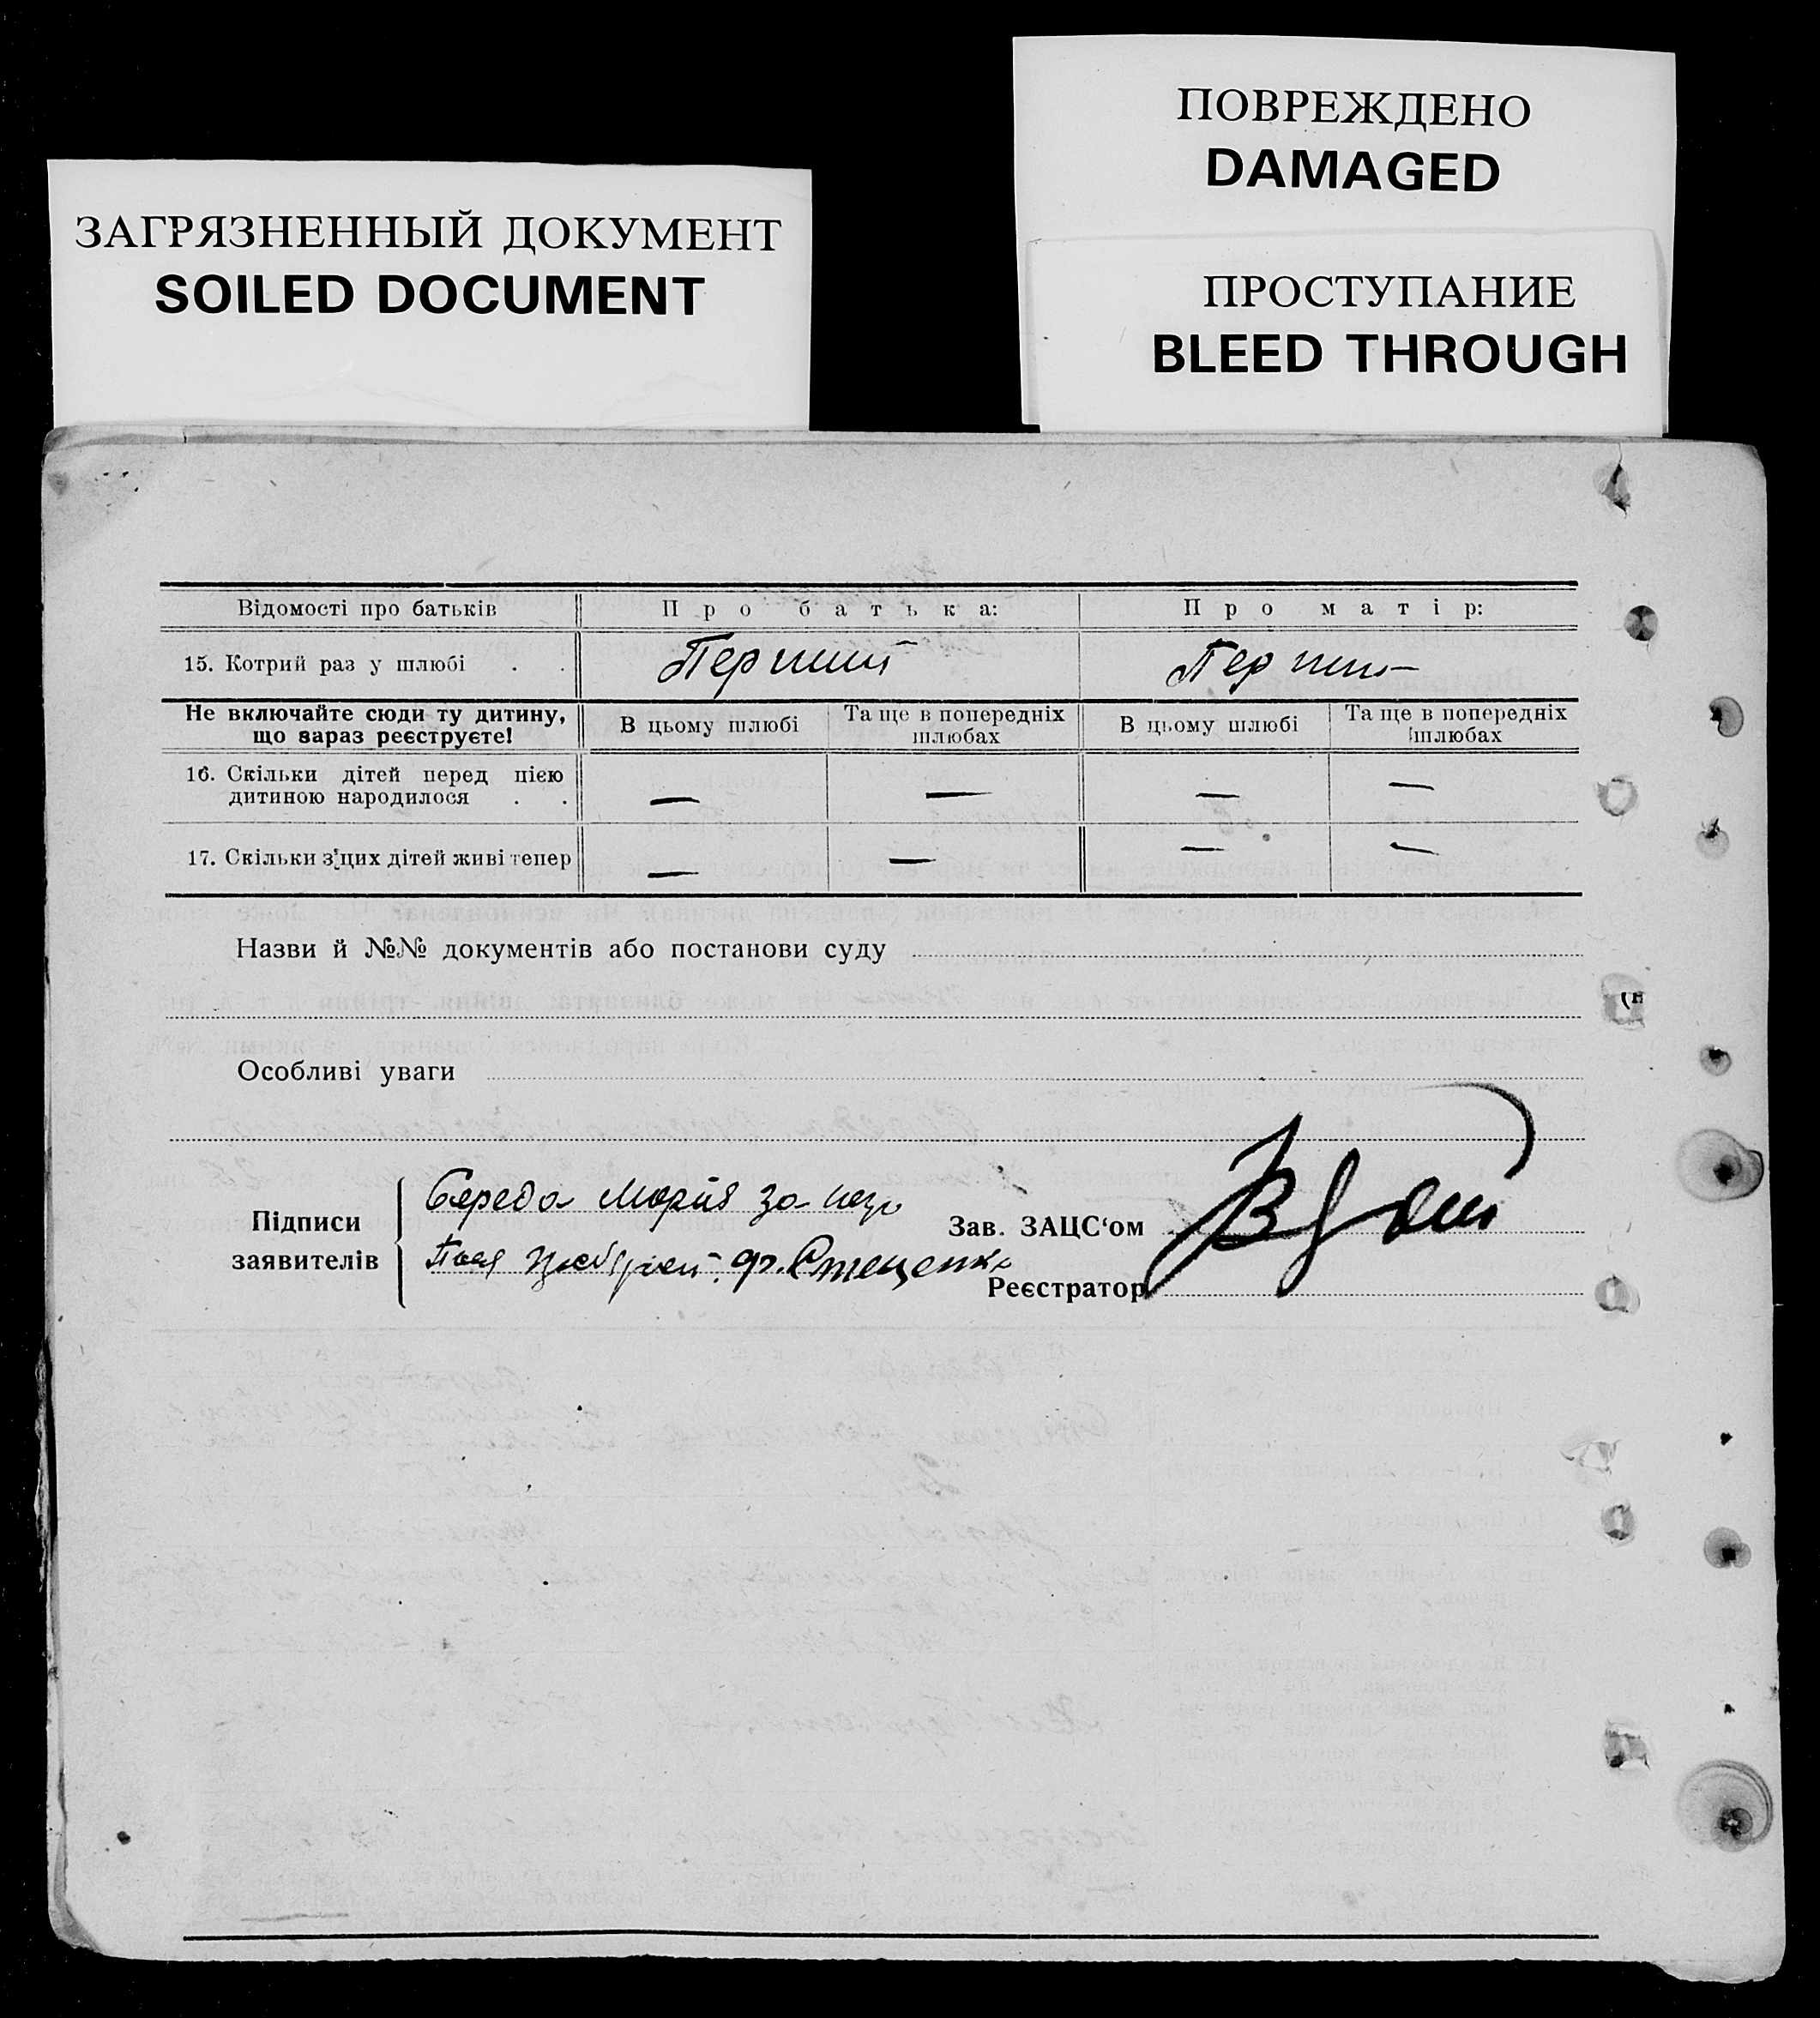 ПОВРЕЖДЕНО
DAMAGED
ЗАГРЯЗНЕННЫЙ ДОКУМЕНТ
SOILED DOCUMENT
ПРОСТУПАНИЕ
BLEED THROUGH
Відомості про батьків Про батька: Про матір:
15. Котрий раз у шлюбі . . Перший Перший
Не включайте сюди ту дитину, що зараз реєструєте! В цьому шлюбі Та ще в попередніх шлюбах В цьому шлюбі Та ще в попередніх шлюбах
16. Скільки дітей перед цією
дитиною народилося . . — — — —
17. Скільки з'цих дітей живі тепер — — — —
Назви й №№ документів або постанови суду
Особливі уваги
Підписи заявителів
Середа Марія за
Стеценко
Зав. ЗАЦС'ом
Реєстратор